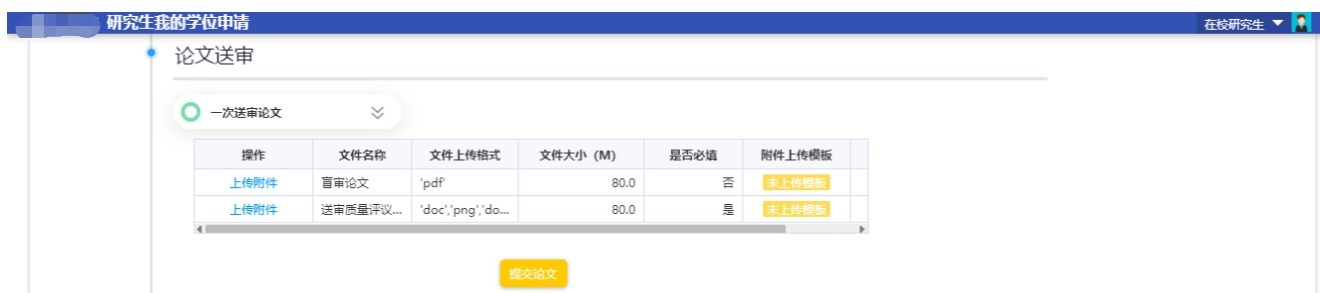 研究生我的学位申请 在校研究生
论文送审
一次送审论文
操作 文件名称 文件上传格式 文件大小（M） 是否必填 附件上传模板
上传附件 盲审论文 'pdf' 80.0 否 未上传模板
上传附件 送审质量评议... 'doc','png','do... 80.0 是 未上传模板
提交论文